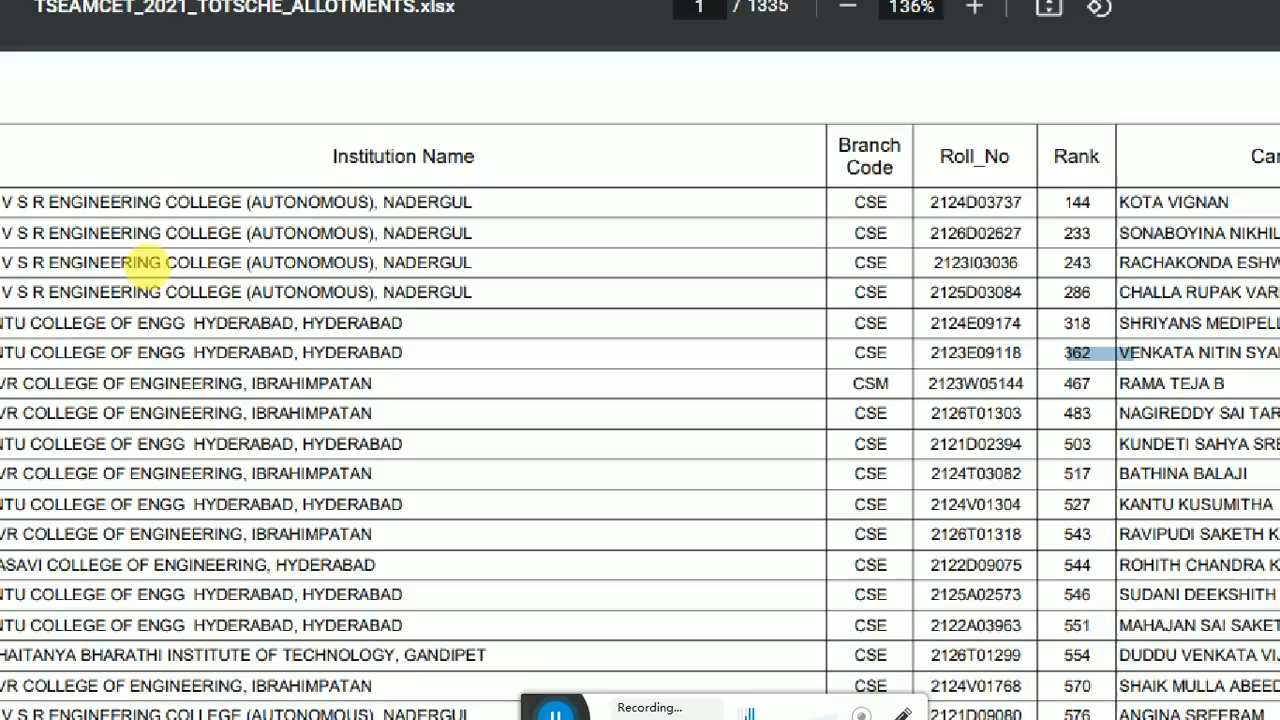 TSEAMCET_2021_TOTSCHE_ALLOTMENTS.xlsx 1 / 1335 136%
Institution Name Branch Code Roll_No Rank
V S R ENGINEERING COLLEGE (AUTONOMOUS), NADERGUL CSE 2124D03737 144 KOTA VIGNAN
V S R ENGINEERING COLLEGE (AUTONOMOUS), NADERGUL CSE 2126D02627 233 SONABOYINA NIKHIL
V S R ENGINEERING COLLEGE (AUTONOMOUS), NADERGUL CSE 2123I03036 243 RACHAKONDA ESHW
V S R ENGINEERING COLLEGE (AUTONOMOUS), NADERGUL CSE 2125D03084 286 CHALLA RUPAK VAR
NTU COLLEGE OF ENGG HYDERABAD, HYDERABAD CSE 2124E09174 318 SHRIYANS MEDIPELL
NTU COLLEGE OF ENGG HYDERABAD, HYDERABAD CSE 2123E09118 362 VENKATA NITIN SYA
VR COLLEGE OF ENGINEERING, IBRAHIMPATAN CSM 2123W05144 467 RAMA TEJA B
VR COLLEGE OF ENGINEERING, IBRAHIMPATAN CSE 2126T01303 483 NAGIREDDY SAI TAR
NTU COLLEGE OF ENGG HYDERABAD, HYDERABAD CSE 2121D02394 503 KUNDETI SAHYA SRE
VR COLLEGE OF ENGINEERING, IBRAHIMPATAN CSE 2124T03082 517 BATHINA BALAJI
NTU COLLEGE OF ENGG HYDERABAD, HYDERABAD CSE 2124V01304 527 KANTU KUSUMITHA
VR COLLEGE OF ENGINEERING, IBRAHIMPATAN CSE 2126T01318 543 RAVIPUDI SAKETH K
ASAVI COLLEGE OF ENGINEERING, HYDERABAD CSE 2122D09075 544 ROHITH CHANDRA K
NTU COLLEGE OF ENGG HYDERABAD, HYDERABAD CSE 2125A02573 546 SUDANI DEEKSHITH
NTU COLLEGE OF ENGG HYDERABAD, HYDERABAD CSE 2122A03963 551 MAHAJAN SAI SAKET
HAITANYA BHARATHI INSTITUTE OF TECHNOLOGY, GANDIPET CSE 2126T01299 554 DUDDU VENKATA VIJ
VR COLLEGE OF ENGINEERING, IBRAHIMPATAN CSE 2124V01768 570 SHAIK MULLA ABEED
V S R ENGINEERING COLLEGE (AUTONOMOUS), NADERGUL CSE 2121D09080 576 ANGINA SREERAM
Recording...